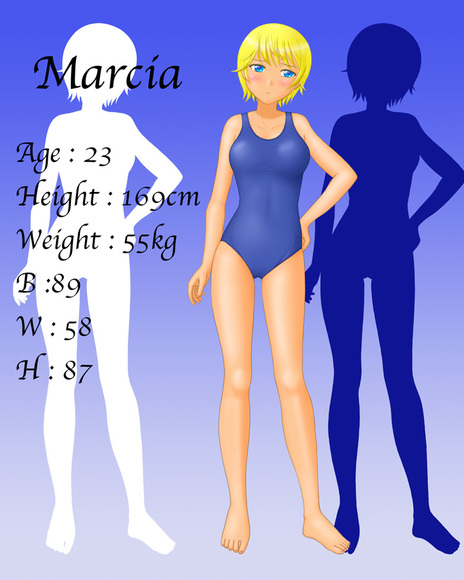 Marcia
Age : 23
Height : 169cm
Weight : 55kg
B :89
W : 58
H : 87